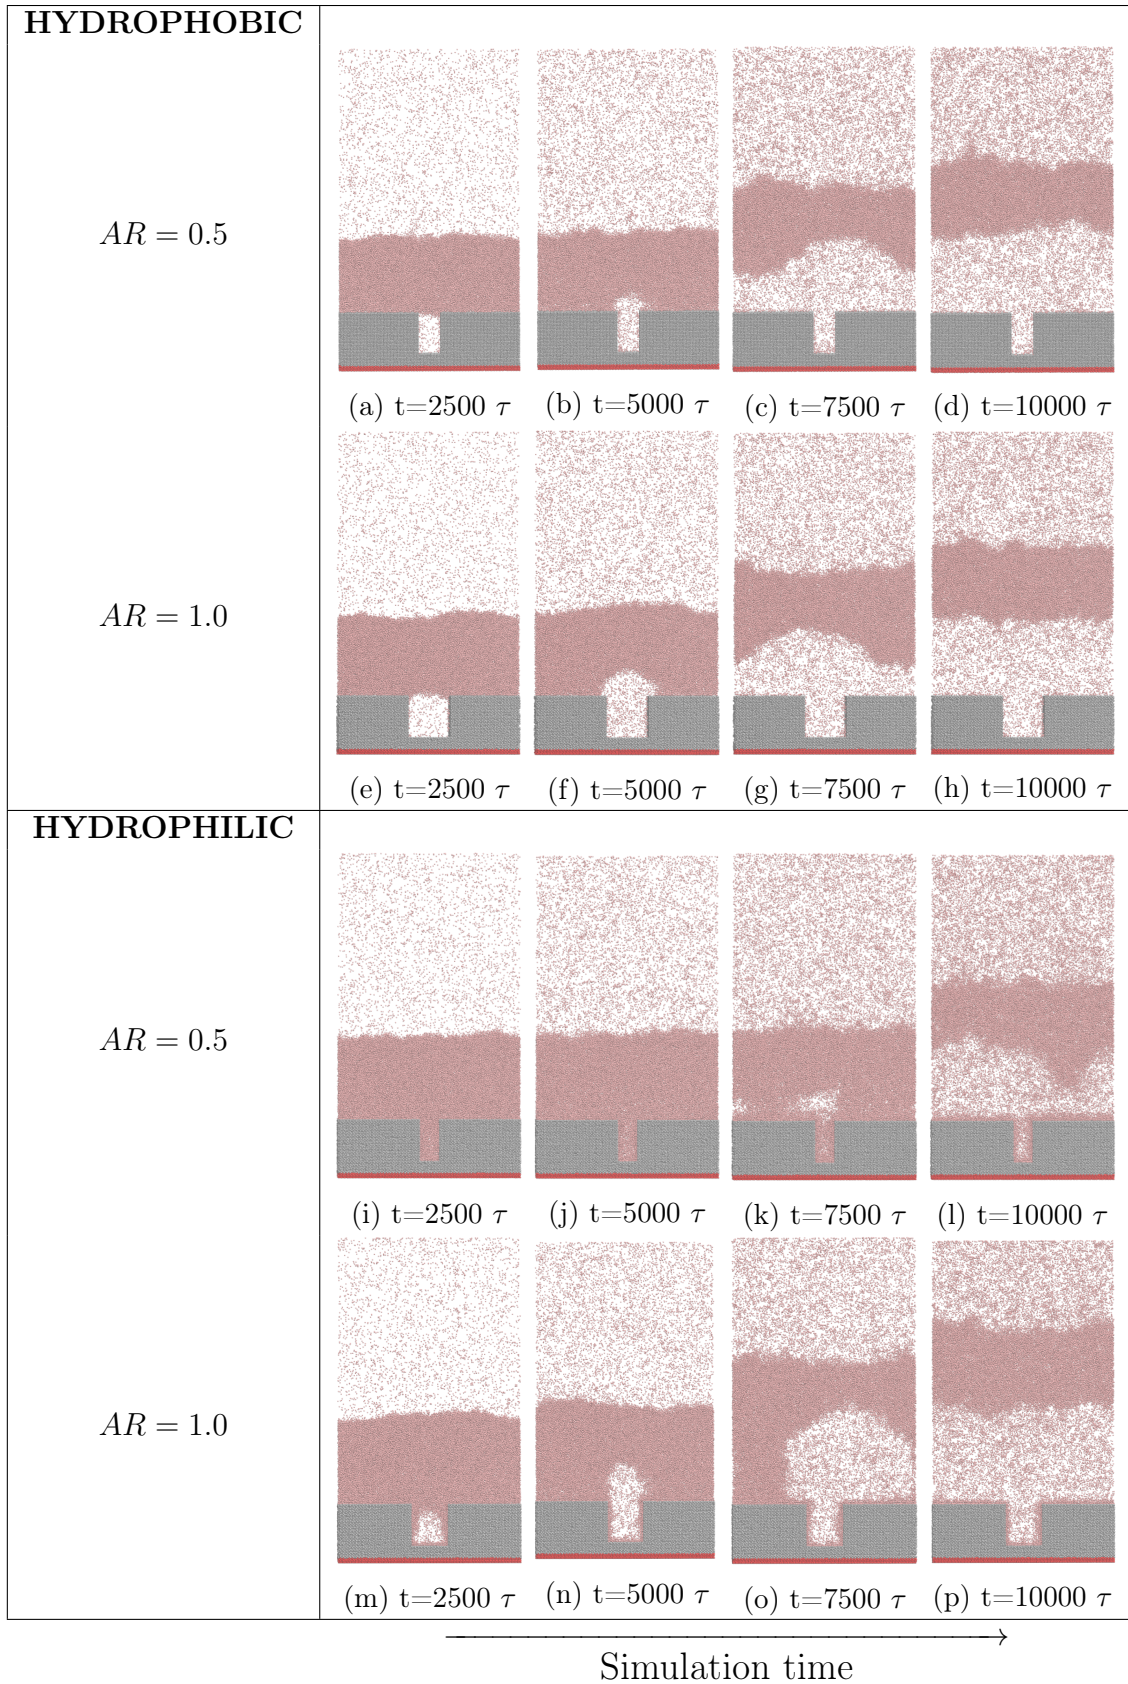 HYDROPHOBIC
AR = 0.5
(a) t=2500 τ (b) t=5000 τ (c) t=7500 τ (d) t=10000 τ
AR = 1.0
(e) t=2500 τ (f) t=5000 τ (g) t=7500 τ (h) t=10000 τ
HYDROPHILIC
AR = 0.5
(i) t=2500 τ (j) t=5000 τ (k) t=7500 τ (l) t=10000 τ
AR = 1.0
(m) t=2500 τ (n) t=5000 τ (o) t=7500 τ (p) t=10000 τ
Simulation time